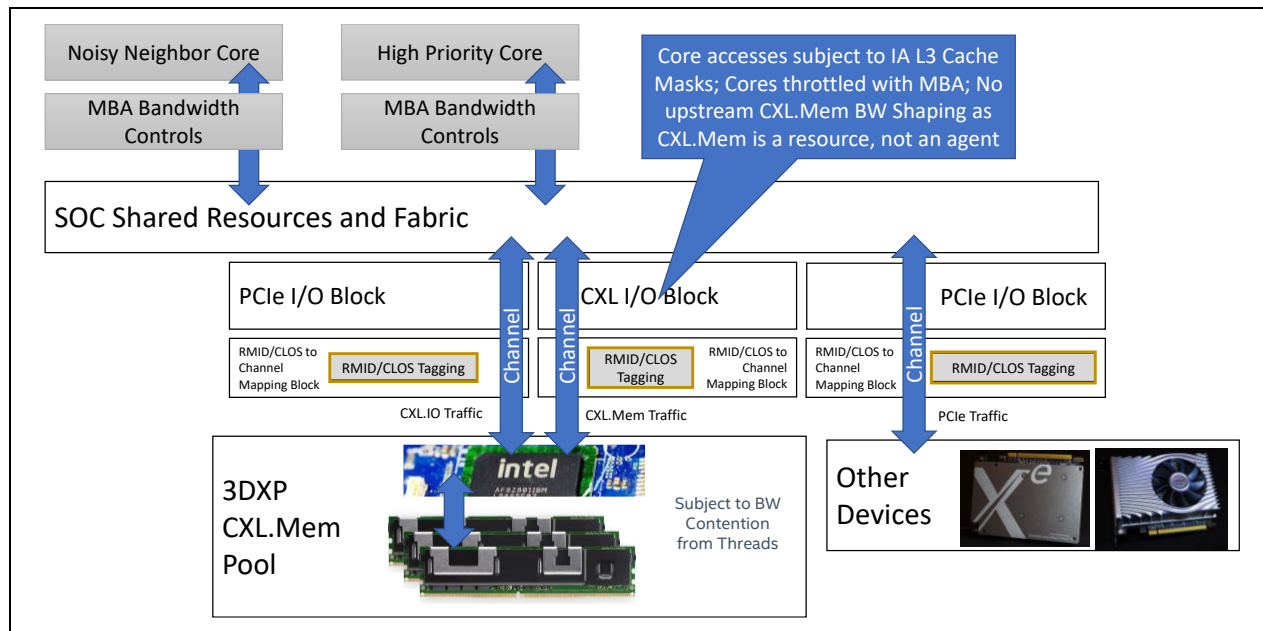 Noisy Neighbor Core
High Priority Core
MBA Bandwidth
Controls
MBA Bandwidth
Controls
Core accesses subject to IA L3 Cache
Masks; Cores throttled with MBA; No
upstream CXL.Mem BW Shaping as
CXL.Mem is a resource, not an agent
SOC Shared Resources and Fabric
PCIe I/O Block
CXL I/O Block
PCIe I/O Block
Channel
Channel
Channel
RMID/CLOS to
Channel
Mapping Block
RMID/CLOS Tagging
RMID/CLOS
Tagging
RMID/CLOS to
Channel
Mapping Block
RMID/CLOS to
Channel
Mapping Block
RMID/CLOS Tagging
CXL.IO Traffic
CXL.Mem Traffic
PCIe Traffic
3DXP
CXL.Mem
Pool
intel
Subject to BW
Contention
from Threads
Other
Devices
Xe